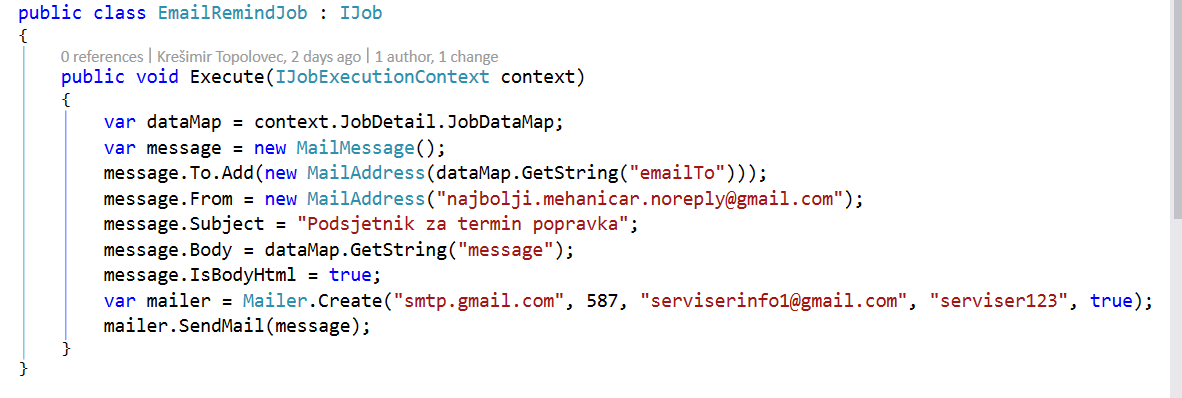 public class EmailRemindJob : IJob
{
0 references | Krešimir Topolovec, 2 days ago | 1 author, 1 change
public void Execute(IJobExecutionContext context)
{
var dataMap = context.JobDetail.JobDataMap;
var message = new MailMessage();
message.To.Add(new MailAddress(dataMap.GetString("emailTo")));
message.From = new MailAddress("najbolji.mehanicar.noreply@gmail.com");
message.Subject = "Podsjetnik za termin popravka";
message.Body = dataMap.GetString("message");
message.IsBodyHtml = true;
var mailer = Mailer.Create("smtp.gmail.com", 587, "serviserinfo1@gmail.com", "serviser123", true);
mailer.SendMail(message);
}
}